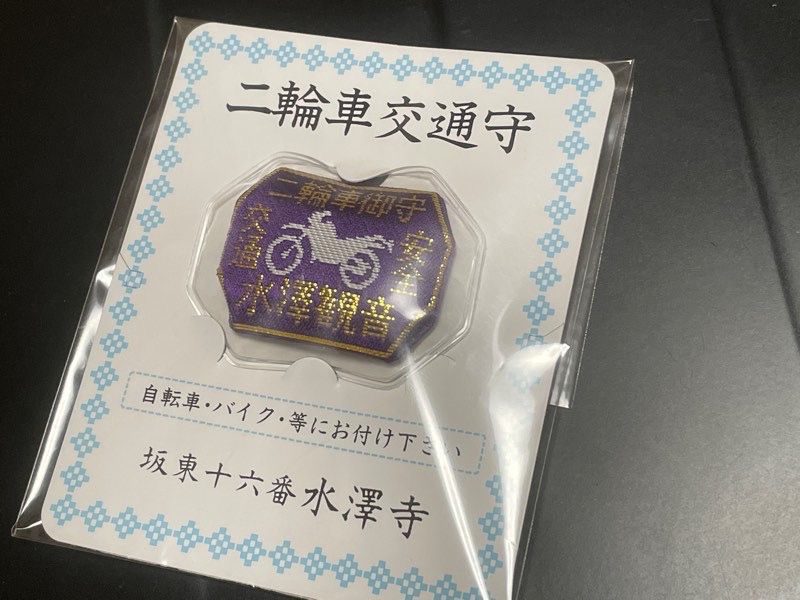 二輪車交通守
二輪車御守
交通
安全
水澤観音
自転車・バイク・等にお付け下さい
坂東十六番水澤寺